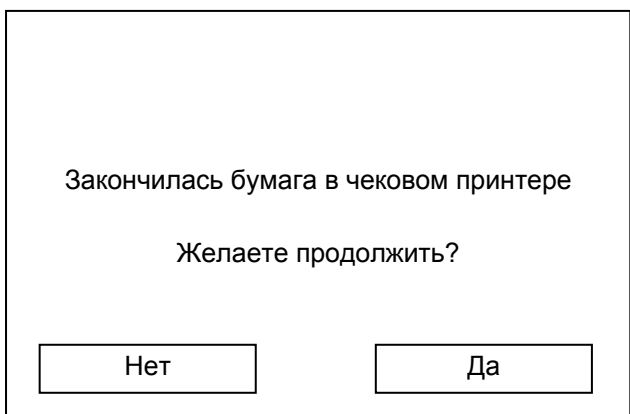 Закончилась бумага в чековом принтере
Желаете продолжить?
Нет
Да